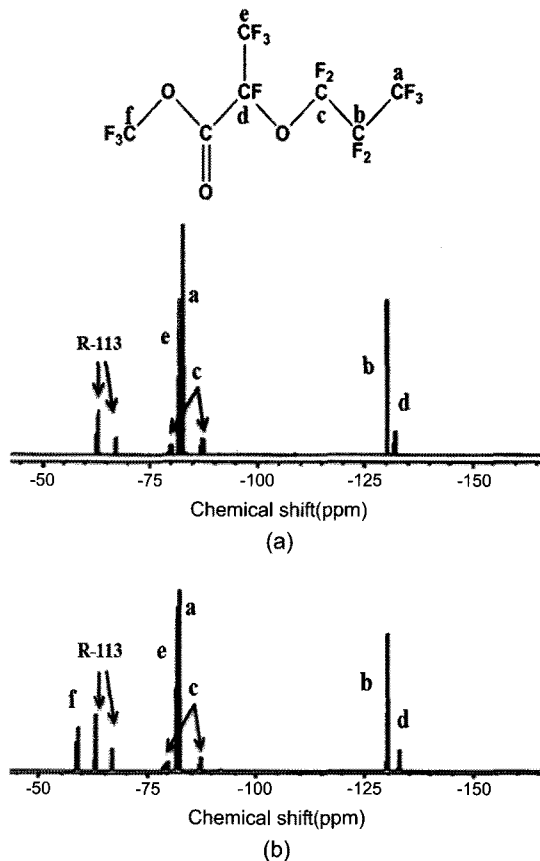 e
CF3
F2
a
f
O
CF
c
b
CF3
F3C
C
d
O
C
F2
O
a
R-113
e
c
b
d
-50 -75 -100 -125 -150
Chemical shift(ppm)
(a)
a
R-113
e
f
c
b
d
-50 -75 -100 -125 -150
Chemical shift(ppm)
(b)